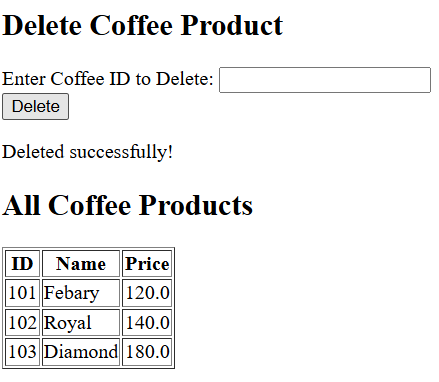 Delete Coffee Product
Enter Coffee ID to Delete:
Delete
Deleted successfully!
All Coffee Products
ID Name Price
101 Febary 120.0
102 Royal 140.0
103 Diamond 180.0